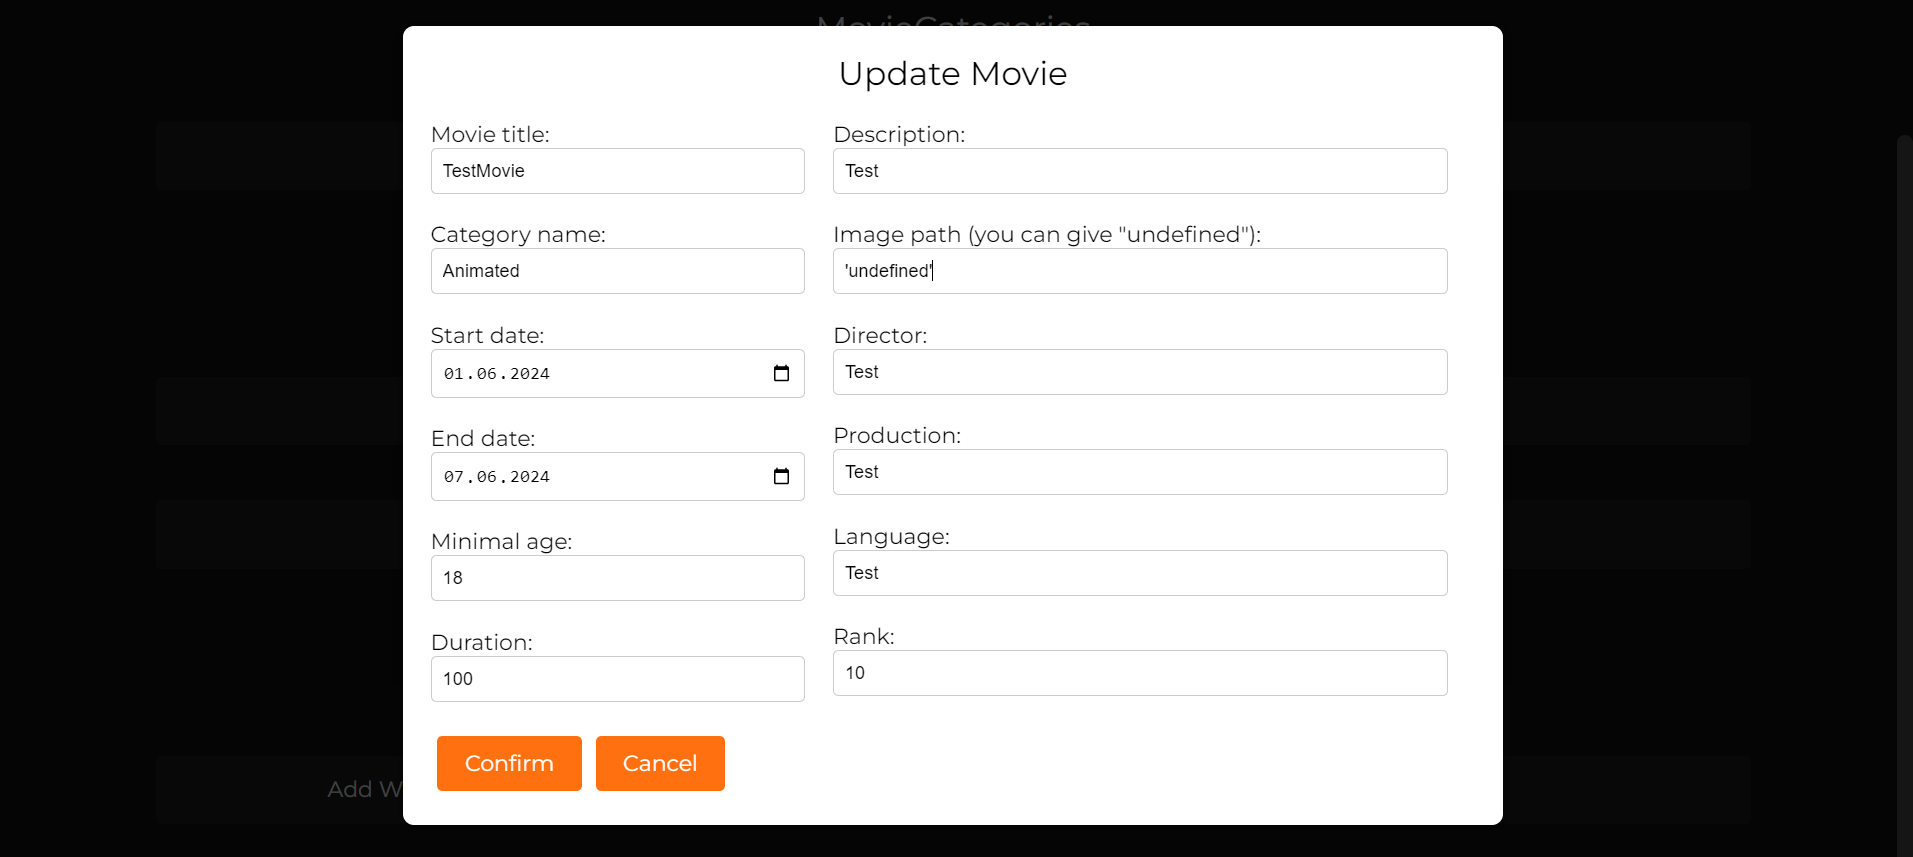 MovieCategories
Update Movie
Movie title:
TestMovie
Description:
Test
Category name:
Animated
Image path (you can give "undefined"):
'undefined'
Start date:
01.06.2024
Director:
Test
End date:
07.06.2024
Production:
Test
Minimal age:
18
Language:
Test
Duration:
100
Rank:
10
Confirm
Cancel
Add W